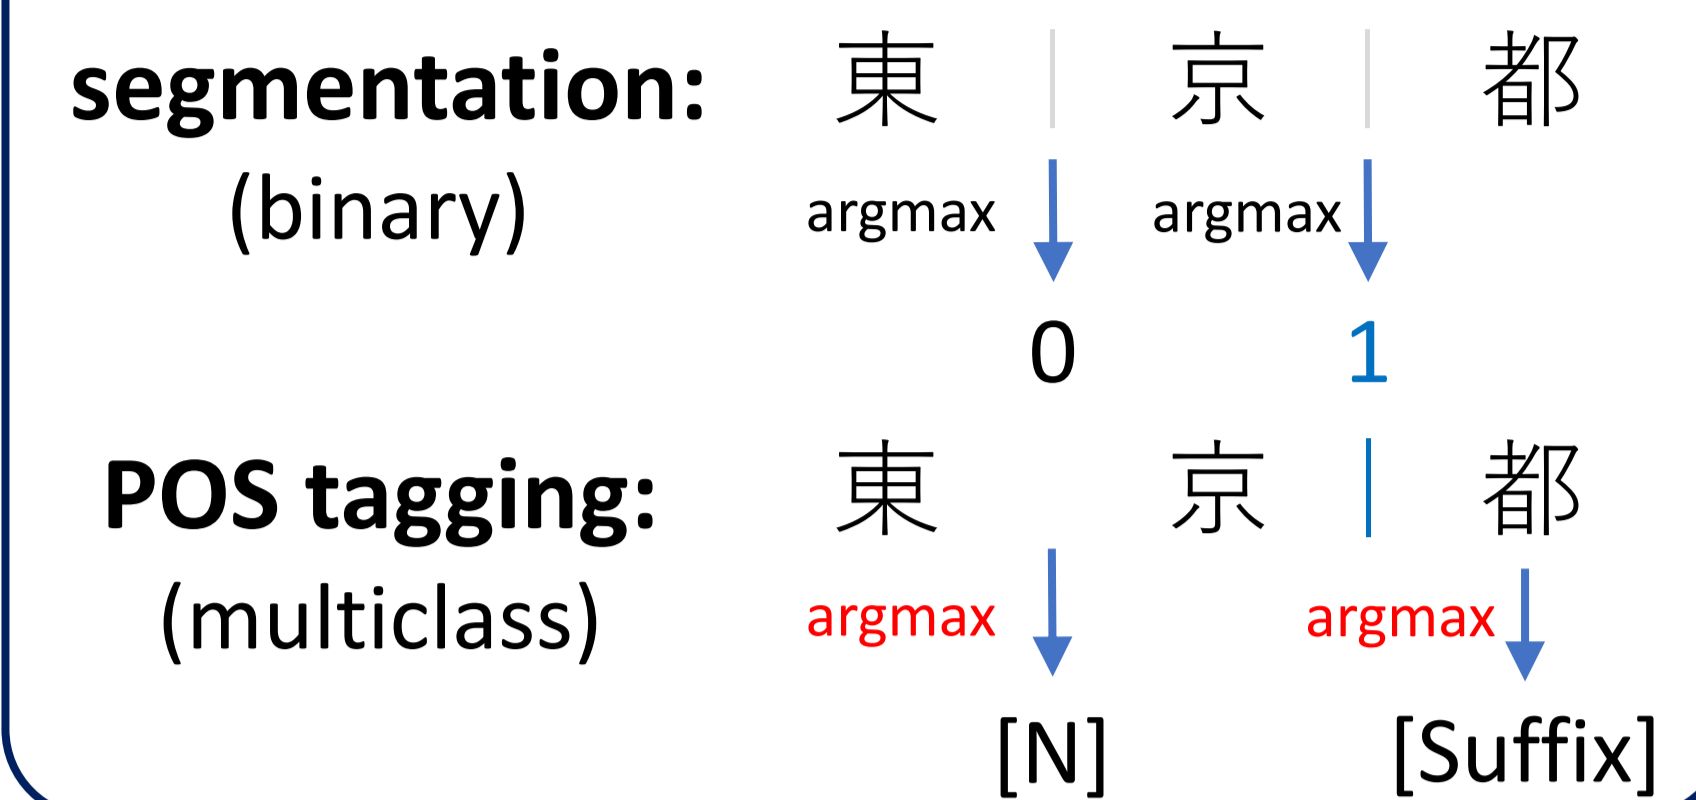 segmentation: 東 京 都
(binary) argmax argmax
0 1
POS tagging: 東 京 都
(multiclass) argmax argmax
[N] [Suffix]